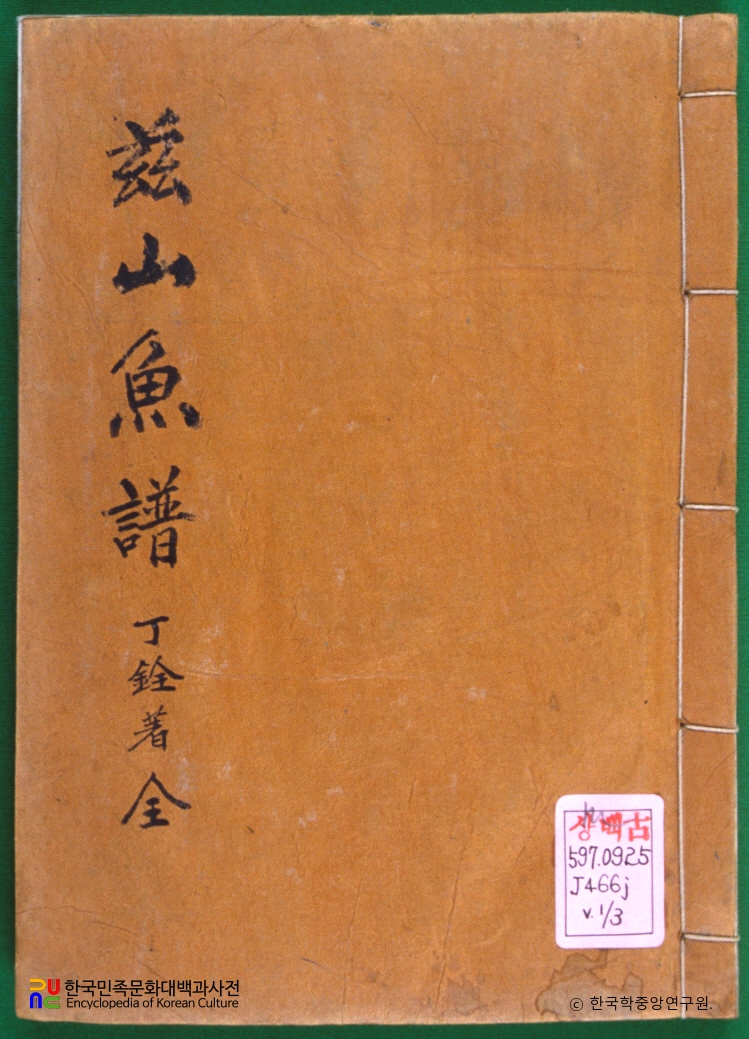 玆山魚譜 丁銓著 全
상백古
597.0925
J466j
v.1/3
한국민족문화대백과사전
Encyclopedia of Korean Culture
ⓒ 한국학중앙연구원.